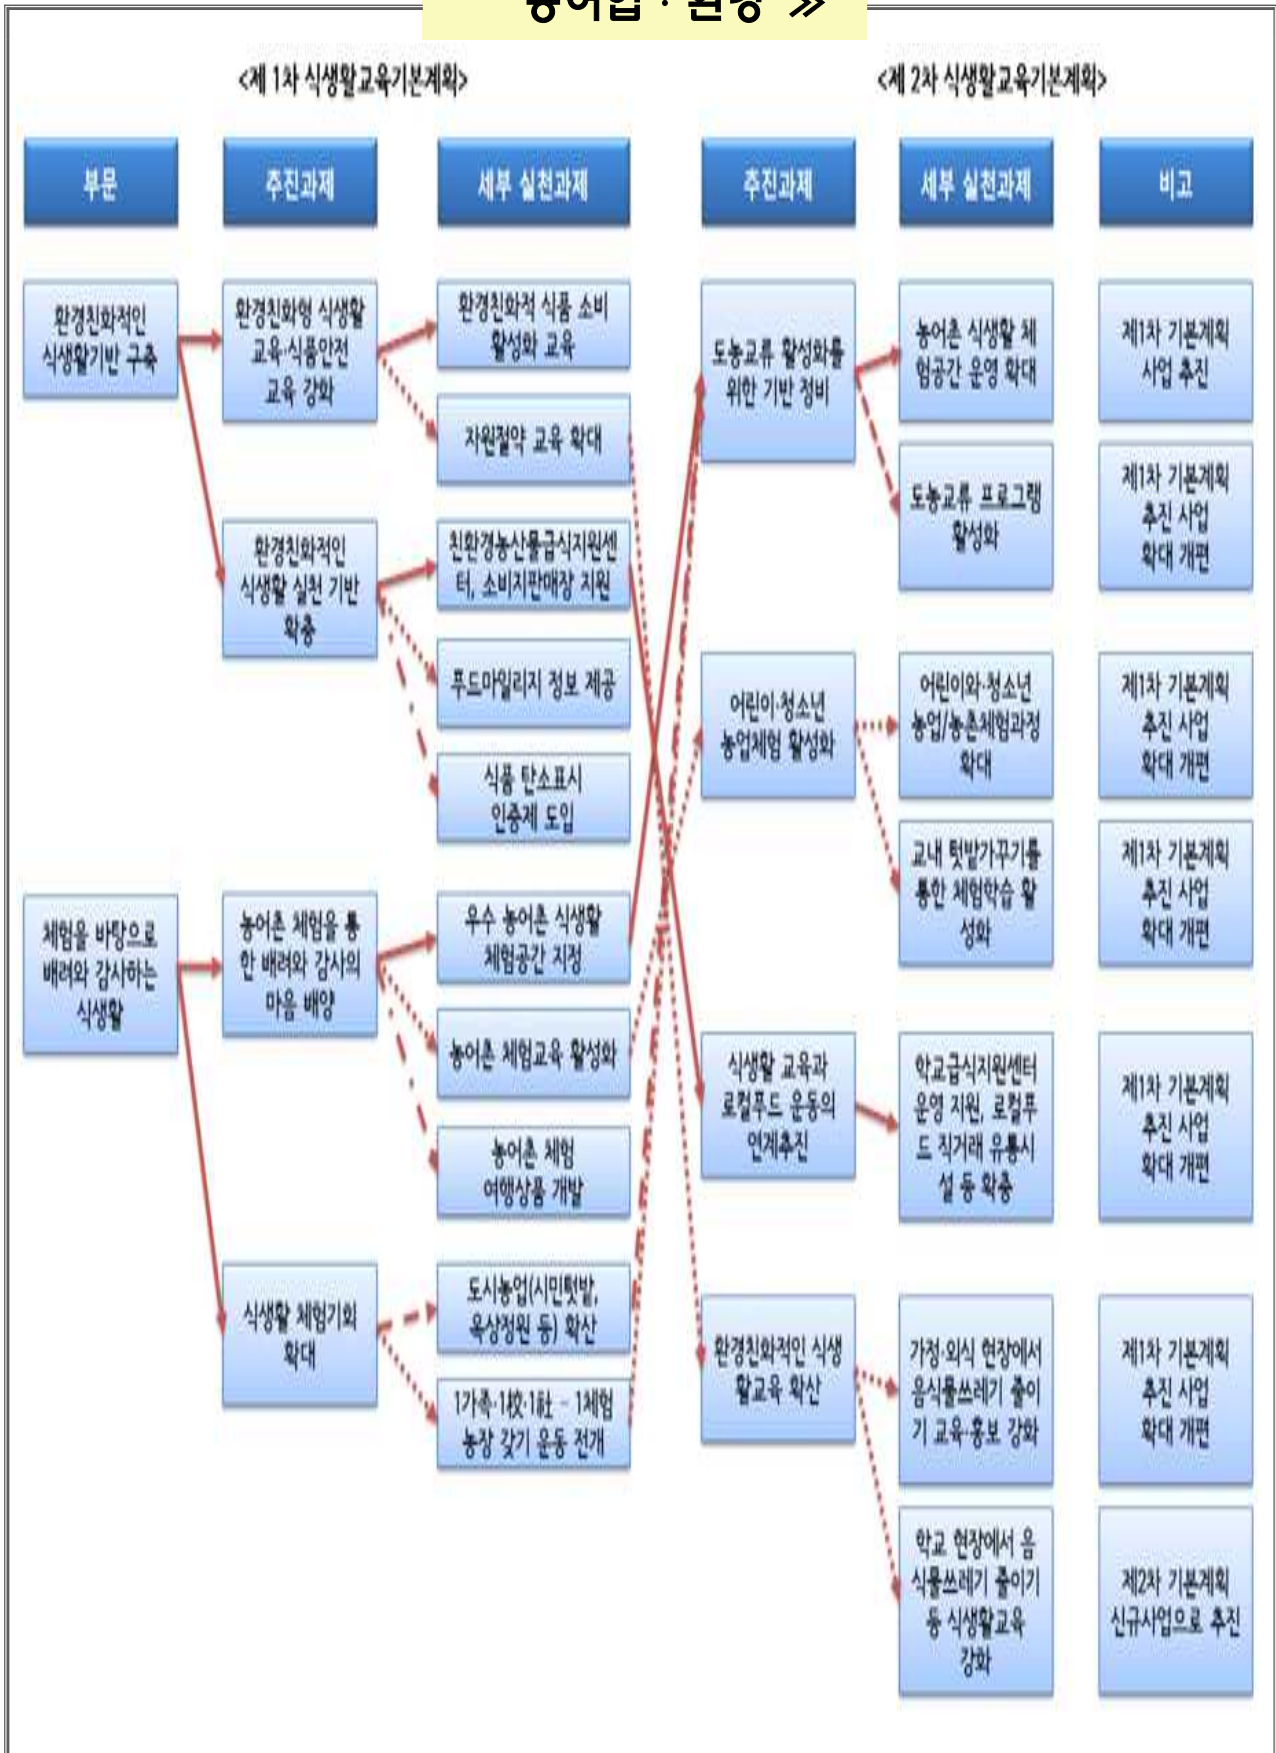 농어업·환경 ≫
<제 1차 식생활교육기본계획>
<제 2차 식생활교육기본계획>
부문
추진과제
세부 실천과제
추진과제
세부 실천과제
비고
환경친화적인
식생활기반 구축
환경친화형 식생활
교육·식품안전
교육 강화
환경친화적 식품 소비
활성화 교육
자원절약 교육 확대
환경친화적인
식생활 실천 기반
확충
친환경농산물급식지원센
터, 소비지판매장 지원
푸드마일리지 정보 제공
식품 탄소표시
인증제 도입
체험을 바탕으로
배려와 감사하는
식생활
농어촌 체험을 통
한 배려와 감사의
마음 배양
우수 농어촌 식생활
체험공간 지정
농어촌 체험교육 활성화
농어촌 체험
여행상품 개발
식생활 체험기회
확대
도시농업(시민텃밭,
옥상정원 등) 확산
1가족·1校·1社 - 1체험
농장 갖기 운동 전개
도농교류 활성화를
위한 기반 정비
농어촌 식생활 체
험공간 운영 확대
제1차 기본계획
사업 추진
도농교류 프로그램
활성화
제1차 기본계획
추진 사업
확대 개편
어린이·청소년
농업체험 활성화
어린이와·청소년
농업/농촌체험과정
확대
제1차 기본계획
추진 사업
확대 개편
교내 텃밭가꾸기를
통한 체험학습 활
성화
제1차 기본계획
추진 사업
확대 개편
식생활 교육과
로컬푸드 운동의
연계추진
학교급식지원센터
운영 지원, 로컬푸
드 직거래 유통시
설 등 확충
제1차 기본계획
추진 사업
확대 개편
환경친화적인 식생
활교육 확산
가정·외식 현장에서
음식물쓰레기 줄이
기 교육·홍보 강화
제1차 기본계획
추진 사업
확대 개편
학교 현장에서 음
식물쓰레기 줄이기
등 식생활교육
강화
제2차 기본계획
신규사업으로 추진